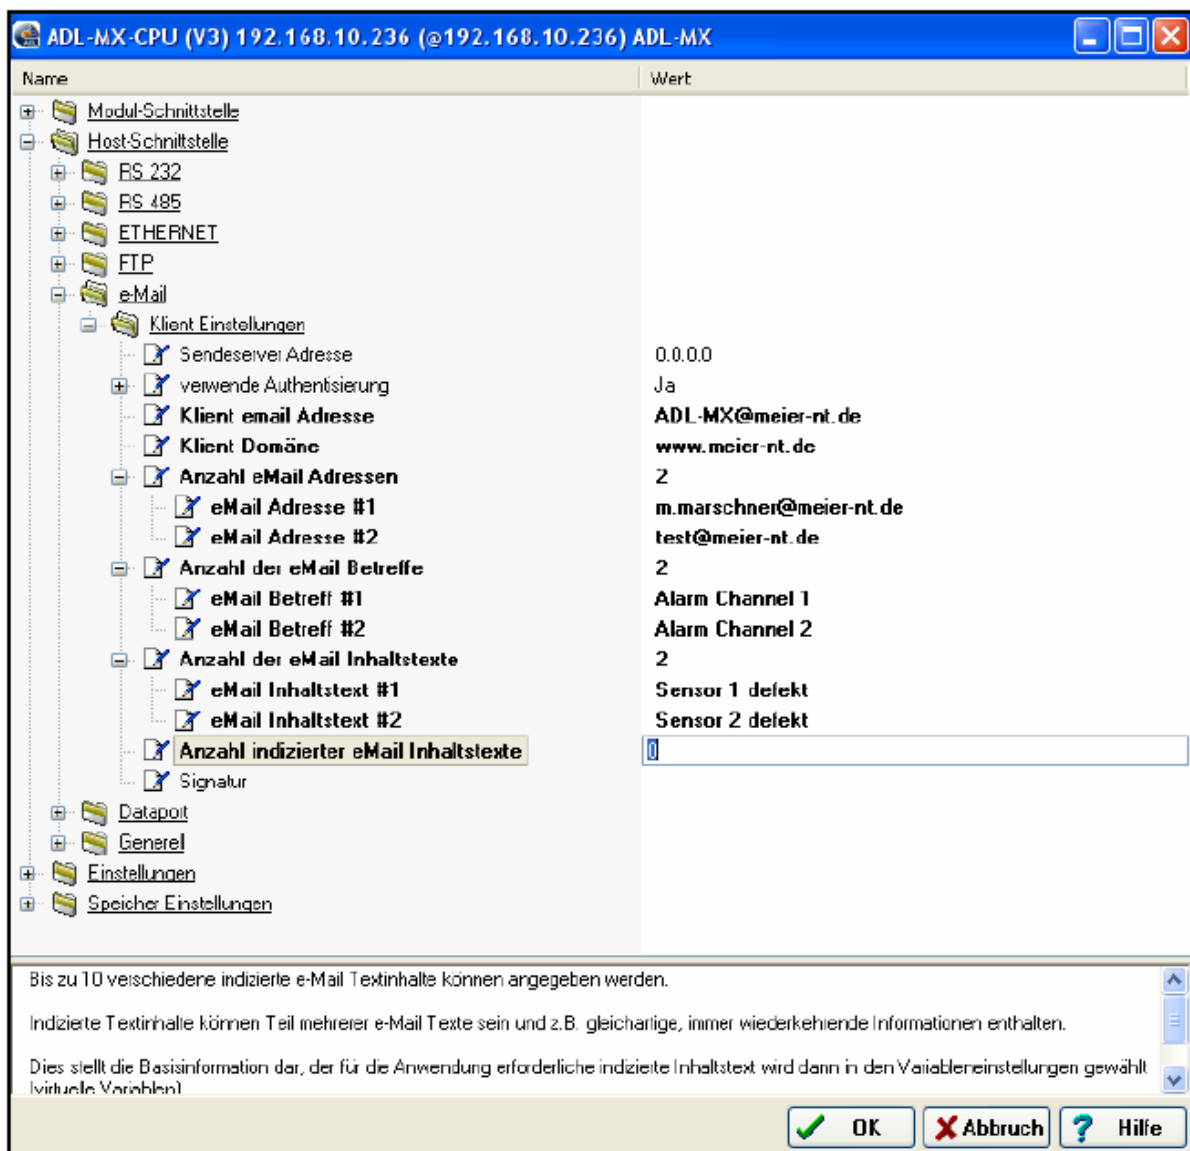 ADL-MX-CPU (V3) 192.168.10.236 (@192.168.10.236) ADL-MX
Name Wert
Modul-Schnittstelle
Host-Schnittstelle
RS 232
RS 485
ETHERNET
FTP
e-Mail
Klient Einstellungen
Sendeserver Adresse 0.0.0.0
verwende Authentisierung Ja
Klient email Adresse ADL-MX@meier-nt.de
Klient Domäne www.meier-nt.de
Anzahl eMail Adressen 2
eMail Adresse #1 m.marschner@meier-nt.de
eMail Adresse #2 test@meier-nt.de
Anzahl der eMail Betreffe 2
eMail Betreff #1 Alarm Channel 1
eMail Betreff #2 Alarm Channel 2
Anzahl der eMail Inhaltstexte 2
eMail Inhaltstext #1 Sensor 1 defekt
eMail Inhaltstext #2 Sensor 2 defekt
Anzahl indizierter eMail Inhaltstexte 0
Signatur
Dataport
Generell
Einstellungen
Speicher Einstellungen
Bis zu 10 verschiedene indizierte e-Mail Textinhalte können angegeben werden.
Indizierte Textinhalte können Teil mehrerer e-Mail Texte sein und z.B. gleichartige, immer wiederkehrende Informationen enthalten.
Dies stellt die Basisinformation dar, der für die Anwendung erforderliche indizierte Inhaltstext wird dann in den Variableneinstellungen gewählt
(virtuelle Variablen)
OK Abbruch Hilfe